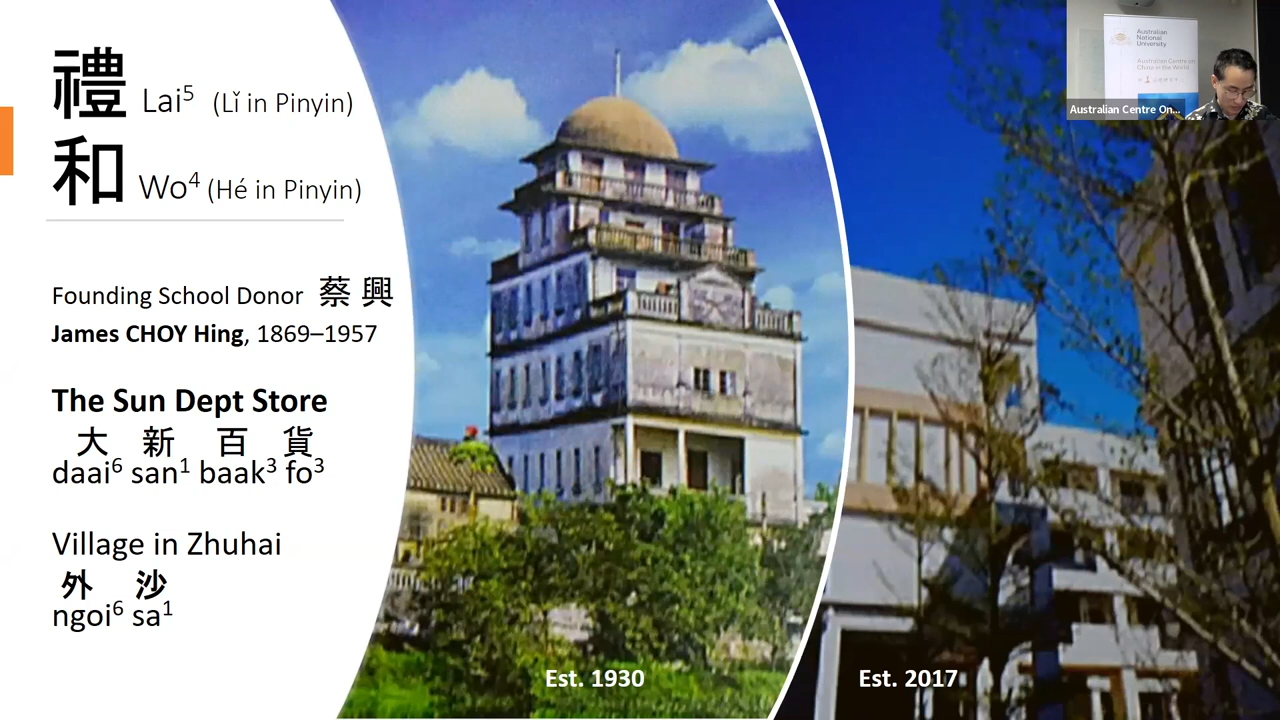 禮 Lai⁵ (Lǐ in Pinyin)
和 Wo⁴ (Hé in Pinyin)
Founding School Donor 蔡 興
James CHOY Hing, 1869–1957
The Sun Dept Store
大 新 百 貨
daai⁶ san¹ baak³ fo³
Village in Zhuhai
外 沙
ngoi⁶ sa¹
Est. 1930
Est. 2017
Australian
National
University
Australian Centre on
China in the World
Australian Centre On...